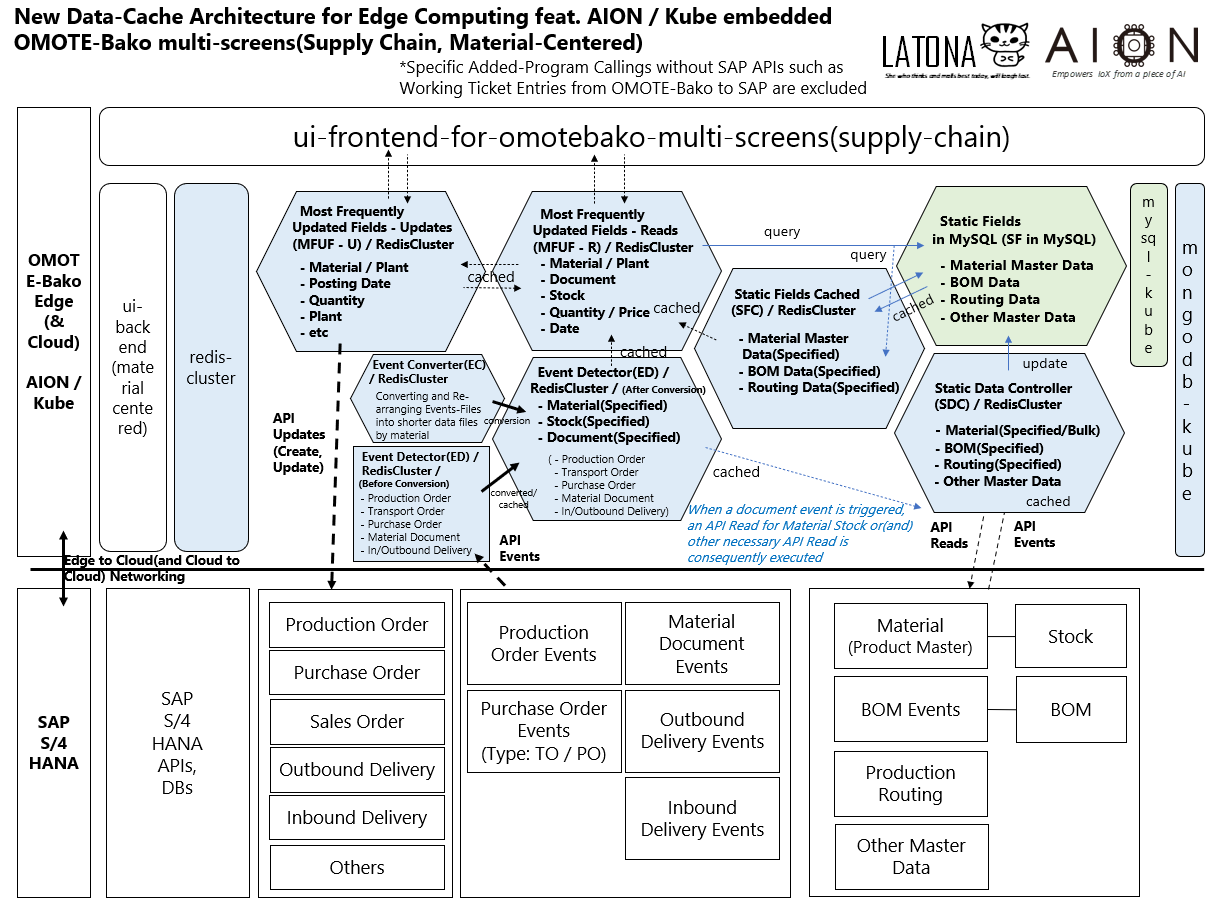 New Data-Cache Architecture for Edge Computing feat. AION / Kube embedded
OMOTE-Bako multi-screens(Supply Chain, Material-Centered)
*Specific Added-Program Callings without SAP APIs such as
Working Ticket Entries from OMOTE-Bako to SAP are excluded
LATONA
She who thinks and melts best today, will laugh last.
AION
Empowers IoX from a piece of AI
ui-frontend-for-omotebako-multi-screens(supply-chain)
OMOT
E-Bako
Edge
(&
Cloud)
AION /
Kube
ui-
back
end
(mate
rial
cente
red)
redis-
cluster
Most Frequently
Updated Fields - Updates
(MFUF - U) / RedisCluster
- Material / Plant
- Posting Date
- Quantity
- Plant
- etc
cached
Most Frequently
Updated Fields - Reads
(MFUF - R) / RedisCluster
- Material / Plant
- Document
- Stock
- Quantity / Price
- Date
cached
cached
query
query
Static Fields Cached
(SFC) / RedisCluster
- Material Master
Data(Specified)
- BOM Data(Specified)
- Routing Data(Specified)
cached
Static Fields
in MySQL (SF in MySQL)
- Material Master Data
- BOM Data
- Routing Data
- Other Master Data
update
m
y
sq
l
-
k
u
b
e
m
o
n
g
o
d
b
-
k
u
b
e
Event Converter(EC)
/ RedisCluster
Converting and Re-
arranging Events-Files
into shorter data files
by material
conversion
Event Detector(ED) /
RedisCluster / (After Conversion)
- Material(Specified)
- Stock(Specified)
- Document(Specified)
( - Production Order
- Transport Order
- Purchase Order
- Material Document
- In/Outbound Delivery)
cached
Static Data Controller
(SDC) / RedisCluster
- Material(Specified/Bulk)
- BOM(Specified)
- Routing(Specified)
- Other Master Data
cached
API
Updates
(Create,
Update)
Event Detector(ED) /
RedisCluster /
(Before Conversion)
- Production Order
- Transport Order
- Purchase Order
- Material Document
- In/Outbound Delivery
converted/
cached
API
Events
When a document event is triggered,
an API Read for Material Stock or(and)
other necessary API Read is
consequently executed
API
Reads
API
Events
Edge to Cloud(and Cloud to
Cloud) Networking
SAP
S/4
HANA
SAP
S/4
HANA
APIs,
DBs
Production Order
Purchase Order
Sales Order
Outbound Delivery
Inbound Delivery
Others
Production
Order Events
Material
Document
Events
Purchase Order
Events
(Type: TO / PO)
Outbound
Delivery Events
Inbound
Delivery Events
Material
(Product Master)
Stock
BOM Events
BOM
Production
Routing
Other Master
Data